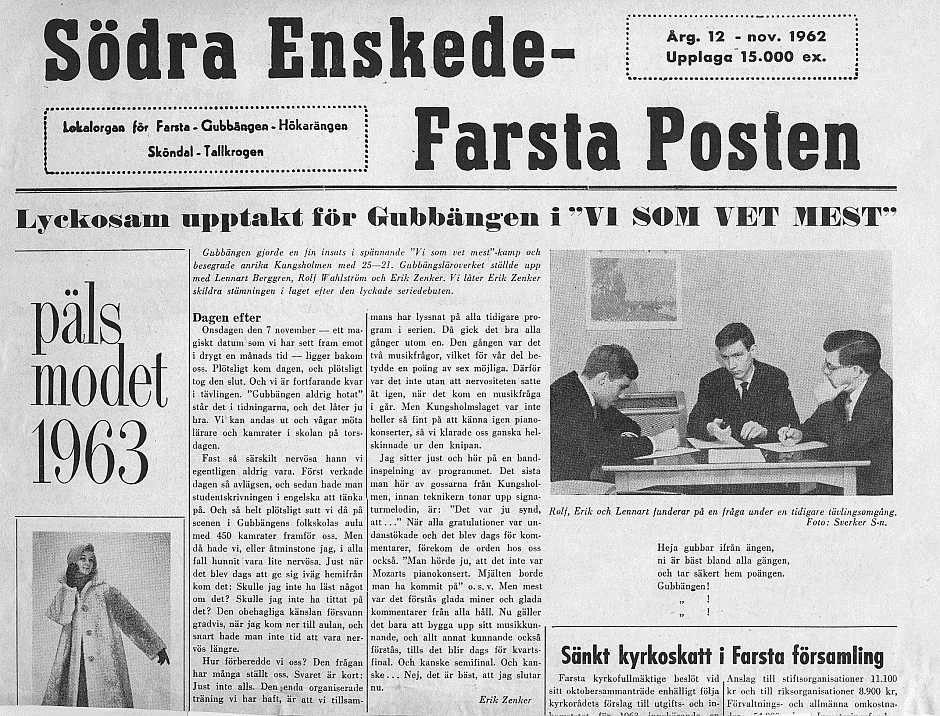 Södra Enskede-
Farsta Posten
Årg. 12 - nov. 1962
Upplaga 15.000 ex.
Lokalorgan för Farsta - Gubbängen - Hökarängen
Sköndal - Tallkrogen
Lyckosam upptakt för Gubbängen i "VI SOM VET MEST"
päls
modet
1963
Gubbängen gjorde en fin insats i spännande "Vi som vet mest"-kamp och
besegrade anrika Kungsholmen med 25—21. Gubbängsläroverket ställde upp
med Lennart Berggren, Rolf Wahlström och Erik Zenker. Vi låter Erik Zenker
skildra stämningen i laget efter den lyckade seriedebuten.
Dagen efter
Onsdagen den 7 november — ett ma-
giskt datum som vi har sett fram emot
i drygt en månads tid — ligger bakom
oss. Plötsligt kom dagen, och plötsligt
tog den slut. Och vi är fortfarande kvar
i tävlingen. "Gubbängen aldrig hotat"
står det i tidningarna, och det låter ju
bra. Vi kan andas ut och vågar möta
lärare och kamrater i skolan på tors-
dagen.
Fast så särskilt nervösa hann vi
egentligen aldrig vara. Först verkade
dagen så avlägsen, och sedan hade man
studentskrivningen i engelska att tänka
på. Och så helt plötsligt satt vi då på
scenen i Gubbängens folkskolas aula
med 450 kamrater framför oss. Men
då hade vi, eller åtminstone jag, i alla
fall hunnit vara lite nervösa. Just när
det blev dags att ge sig iväg hemifrån
kom det: Skulle jag inte ha läst något
om det? Skulle jag inte ha tittat på
det? Den obehagliga känslan försvann
gradvis, när jag kom ner till aulan, och
snart hade man inte tid att vara ner-
vös längre.
Hur förberedde vi oss? Den frågan
har många ställt oss. Svaret är kort:
Just inte alls. Den enda organiserade
träning vi har haft, är att vi tillsam-
mans har lyssnat på alla tidigare pro-
gram i serien. Då gick det bra alla
gånger utom en. Den gången var det
två musikfrågor, vilket för vår del be-
tydde en poäng av sex möjliga. Därför
var det inte utan att nervositeten satte
åt igen, när det kom en musikfråga
i går. Men Kungsholmslaget var inte
heller så fint på att känna igen piano-
konserter, så vi klarade oss ganska hel-
skinnade ur den knipan.
Jag sitter just och hör på en band-
inspelning av programmet. Det sista
man hör av gossarna från Kungshol-
men, innan teknikern tonar upp signa-
turmelodin, är: "Det var ju synd,
att..." När alla gratulationer var un-
danstökade och det blev dags för kom-
mentarer, förekom de orden hos oss
också. "Man hörde ju, att det inte var
Mozarts pianokonsert. Mjälten borde
man ha kommit på" o. s. v. Men mest
var det förstås glada miner och glada
kommentarer från alla håll. Nu gäller
det bara att bygga upp sitt musikkun-
nande, och allt annat kunnande också
förstås, tills det blir dags för kvarts-
final. Och kanske semifinal. Och kan-
ske... Nej, det är bäst, att jag slutar
nu.
Erik Zenker
Rolf, Erik och Lennart funderar på en fråga under en tidigare tävlingsomgång.
Foto: Sverker S-n.
Heja gubbar ifrån ängen,
ni är bäst bland alla gängen,
och tar säkert hem poängen.
Gubbängen!
„ !
„ !
Sänkt kyrkoskatt i Farsta församling
Farsta kyrkofullmäktige beslöt vid
sitt oktobersammanträde enhälligt följa
kyrkorådets förslag till utgifts- och in-
Anslag till stiftsorganisationer 11.100
kr och till riksorganisationer 8.900 kr,
Förvaltnings- och allmänna omkostna-